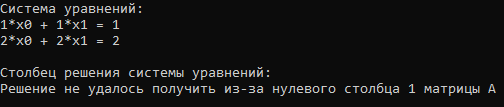 Система уравнений:
1*x0 + 1*x1 = 1
2*x0 + 2*x1 = 2
Столбец решения системы уравнений:
Решение не удалось получить из-за нулевого столбца 1 матрицы A